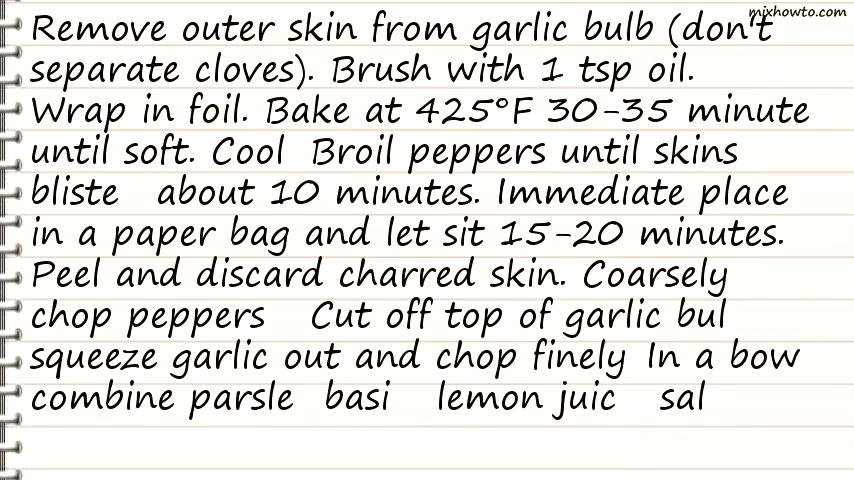 mixhowto.com
Remove outer skin from garlic bulb (don't
separate cloves). Brush with 1 tsp oil.
Wrap in foil. Bake at 425°F 30-35 minute
until soft. Cool Broil peppers until skins
bliste about 10 minutes. Immediate place
in a paper bag and let sit 15-20 minutes.
Peel and discard charred skin. Coarsely
chop peppers Cut off top of garlic bul
squeeze garlic out and chop finely In a bow
combine parsle basi lemon juic sal